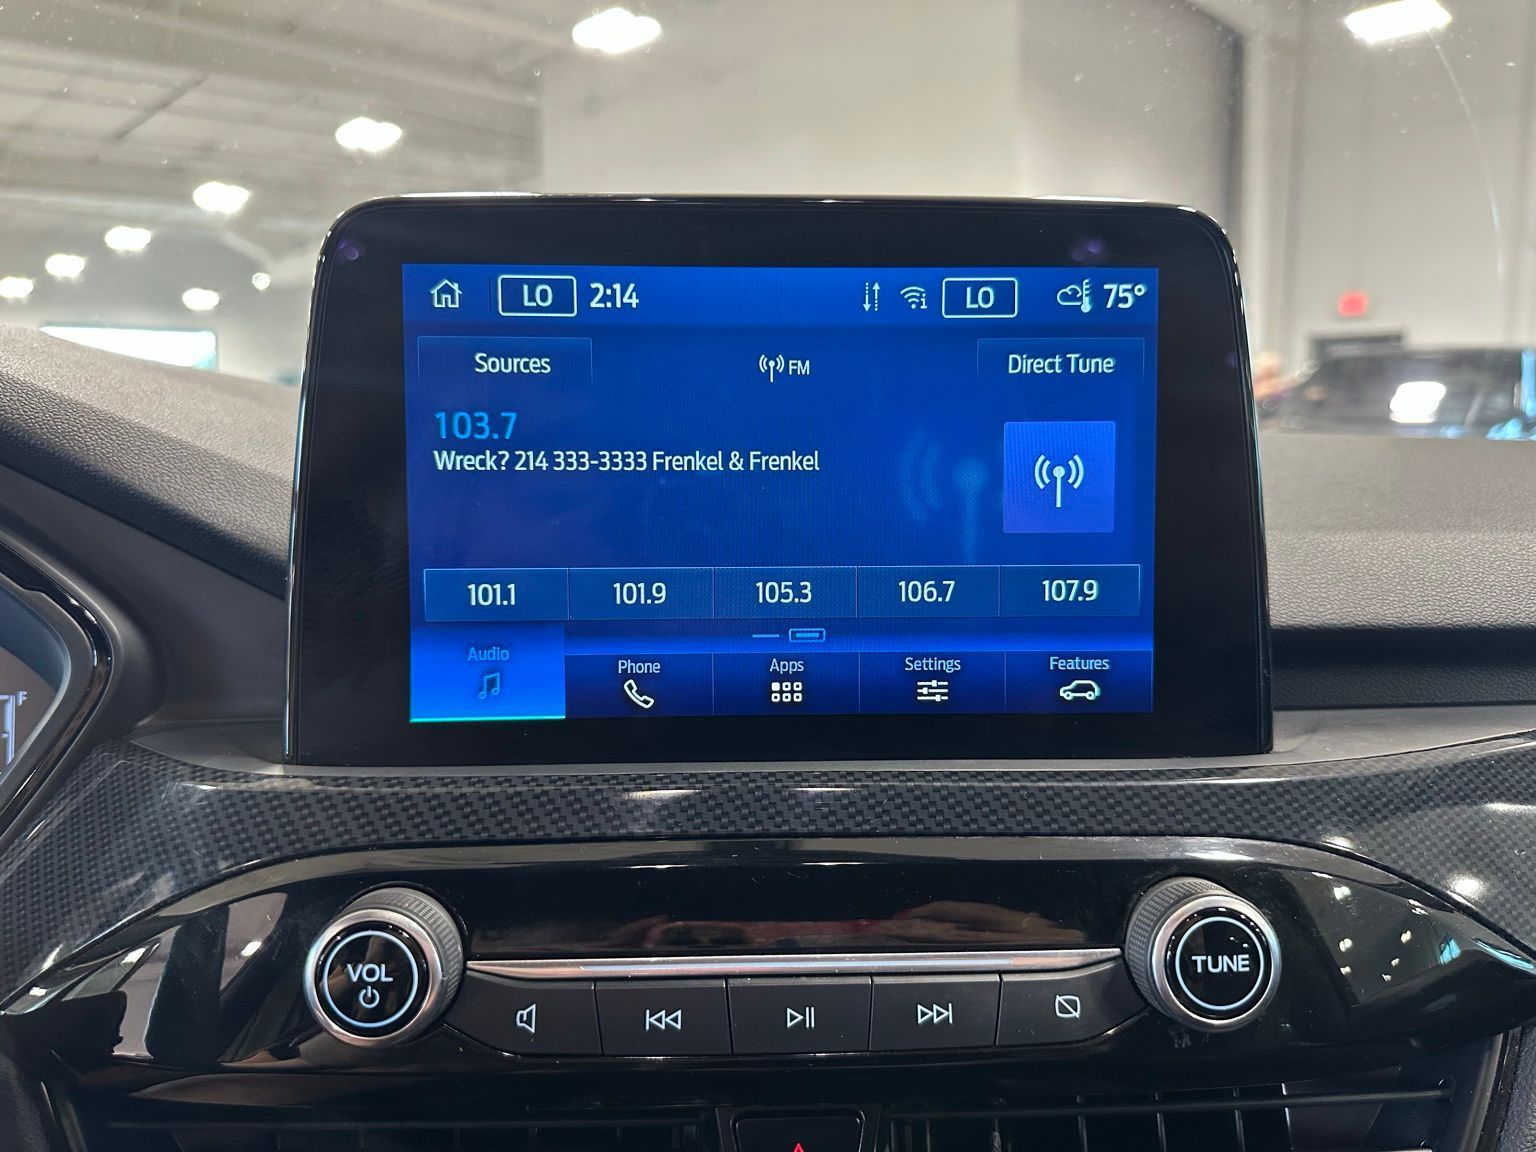 LO 2:14 LO 75°
Sources FM Direct Tune
103.7
Wreck? 214 333-3333 Frenkel & Frenkel
101.1 101.9 105.3 106.7 107.9
Audio Phone Apps Settings Features
VOL TUNE
F